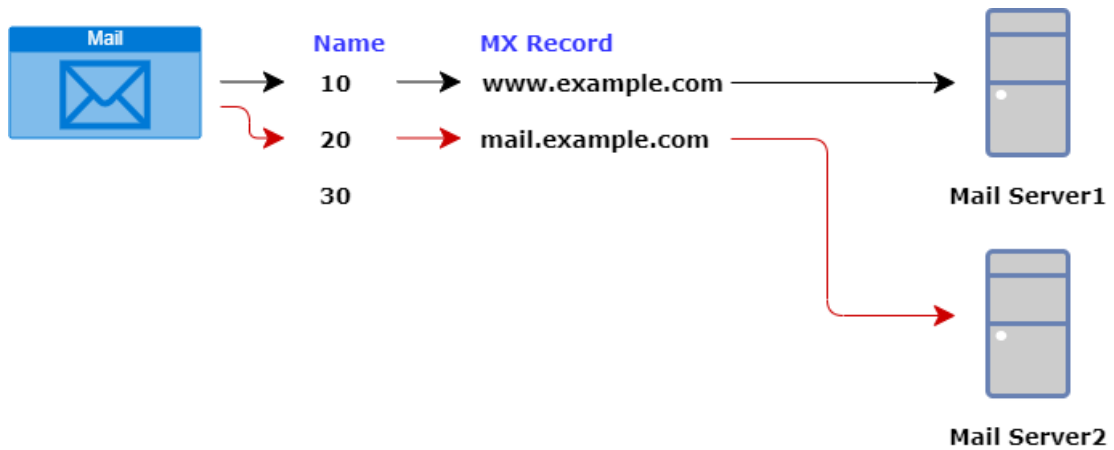 Mail
Name MX Record
10 www.example.com
20 mail.example.com
30
Mail Server1
Mail Server2